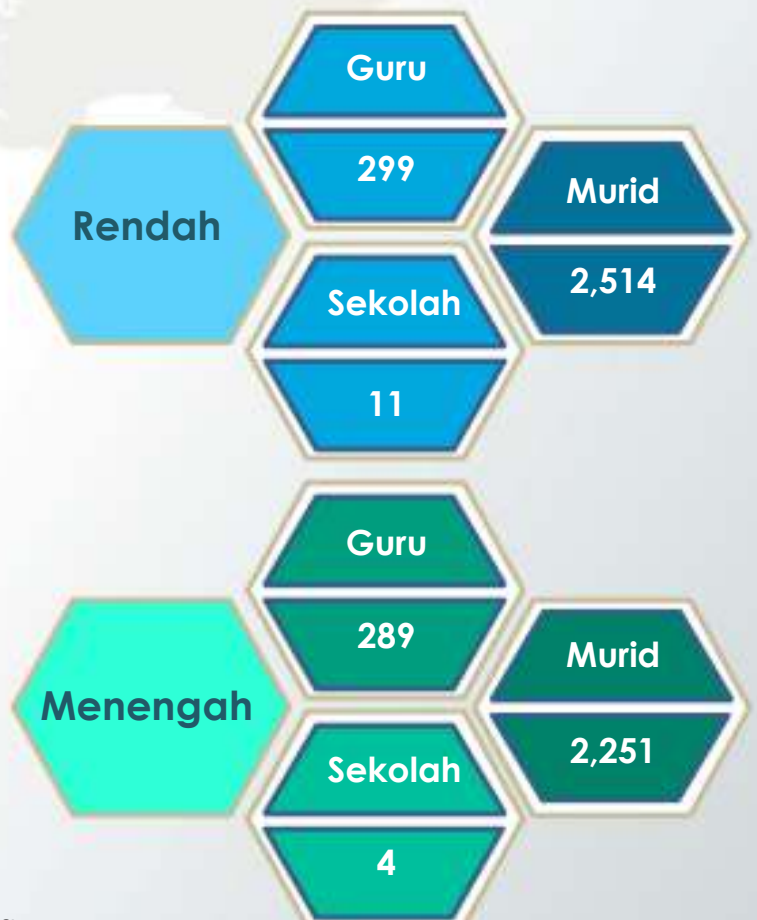 Rendah
Guru
299
Murid
2,514
Sekolah
11
Menengah
Guru
289
Murid
2,251
Sekolah
4